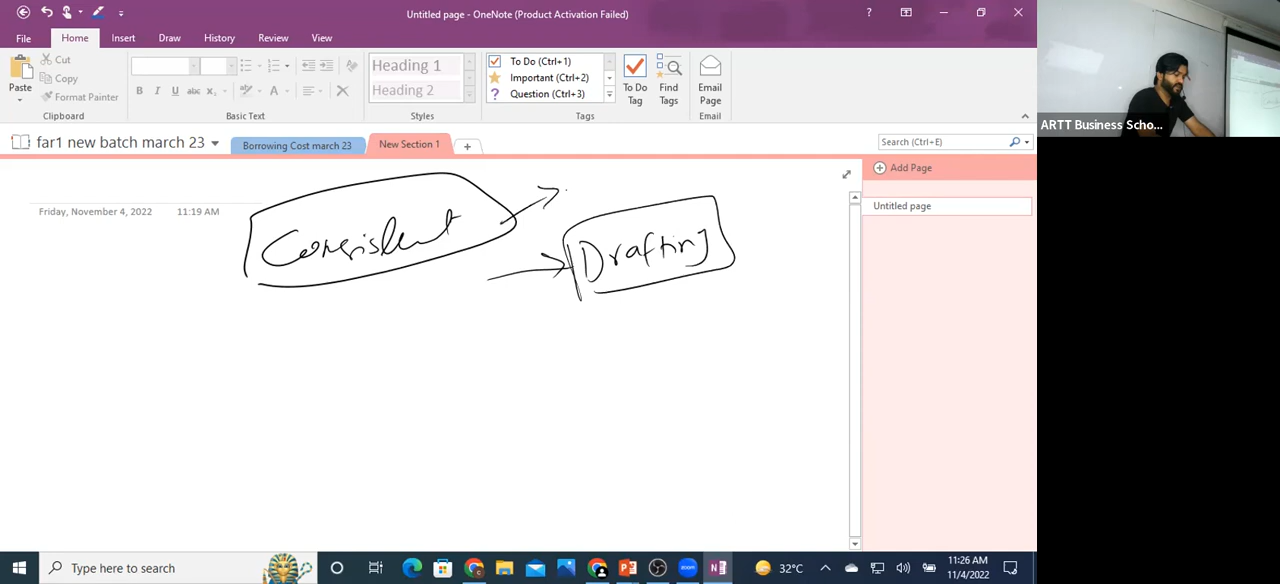 Untitled page - OneNote (Product Activation Failed)
?
File Home Insert Draw History Review View
Paste
Cut
Copy
Format Painter
Clipboard
B I U abc x₂ A
Basic Text
Heading 1
Heading 2
Styles
To Do (Ctrl+1)
Important (Ctrl+2)
? Question (Ctrl+3)
To Do
Tag
Find
Tags
Tags
Email
Page
Email
ARTT Business Scho...
far1 new batch march 23
Borrowing Cost march 23
New Section 1
Search (Ctrl+E)
Add Page
Untitled page
Friday, November 4, 2022 11:19 AM
Consistent
Drafting
Type here to search
zoom
N
32°C
11:26 AM
11/4/2022